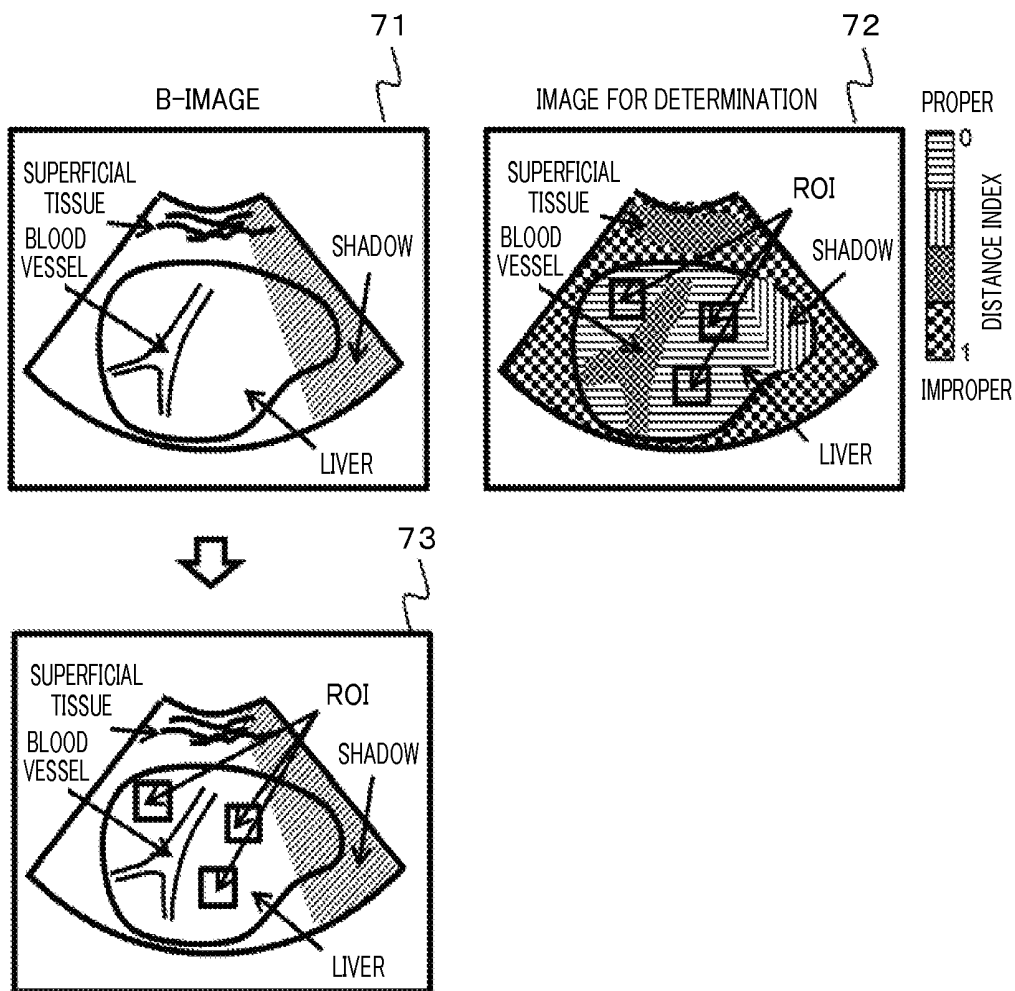 71
B-IMAGE
SUPERFICIAL
TISSUE
BLOOD
VESSEL
SHADOW
LIVER
72
IMAGE FOR DETERMINATION
SUPERFICIAL
TISSUE
BLOOD
VESSEL
ROI
SHADOW
LIVER
PROPER
0
DISTANCE INDEX
1
IMPROPER
73
SUPERFICIAL
TISSUE
BLOOD
VESSEL
ROI
SHADOW
LIVER